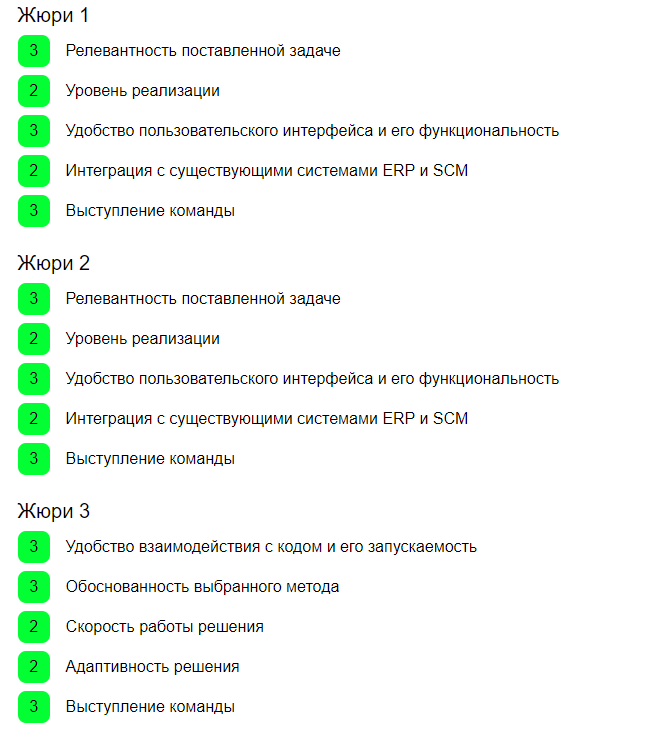 Жюри 1
3 Релевантность поставленной задаче
2 Уровень реализации
3 Удобство пользовательского интерфейса и его функциональность
2 Интеграция с существующими системами ERP и SCM
3 Выступление команды
Жюри 2
3 Релевантность поставленной задаче
2 Уровень реализации
3 Удобство пользовательского интерфейса и его функциональность
2 Интеграция с существующими системами ERP и SCM
3 Выступление команды
Жюри 3
3 Удобство взаимодействия с кодом и его запускаемость
3 Обоснованность выбранного метода
2 Скорость работы решения
2 Адаптивность решения
3 Выступление команды